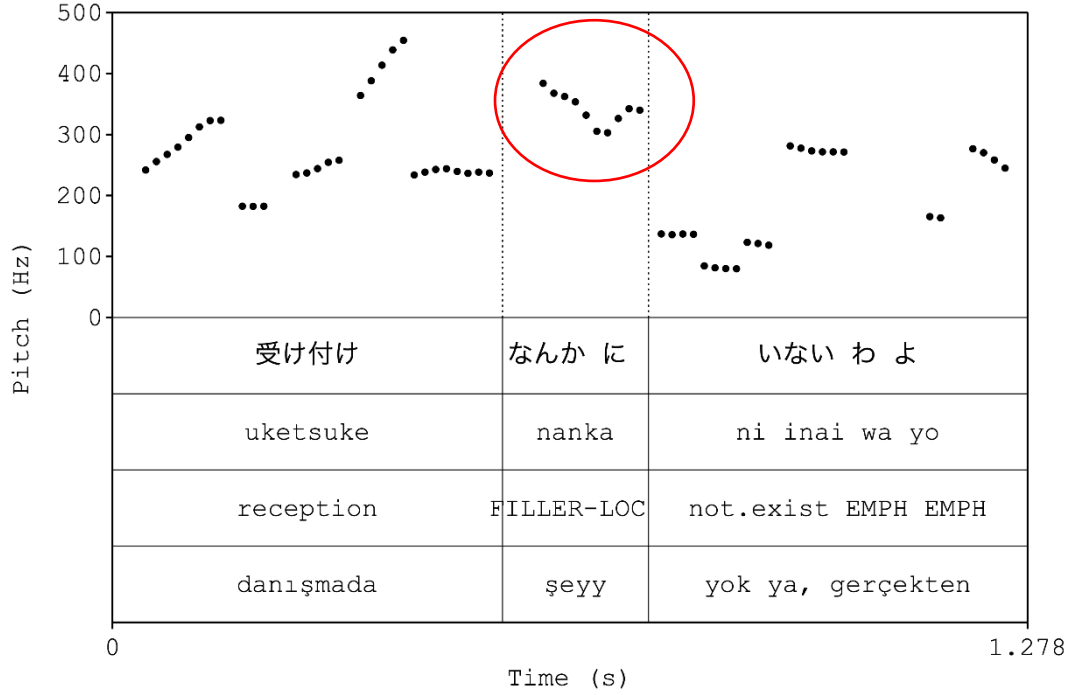 500
400
300
200
100
0
Pitch (Hz)
受け付け なんか に いない わ よ
uketsuke nanka ni inai wa yo
reception FILLER-LOC not.exist EMPH EMPH
danışmada şeyy yok ya, gerçekten
0 1.278
Time (s)